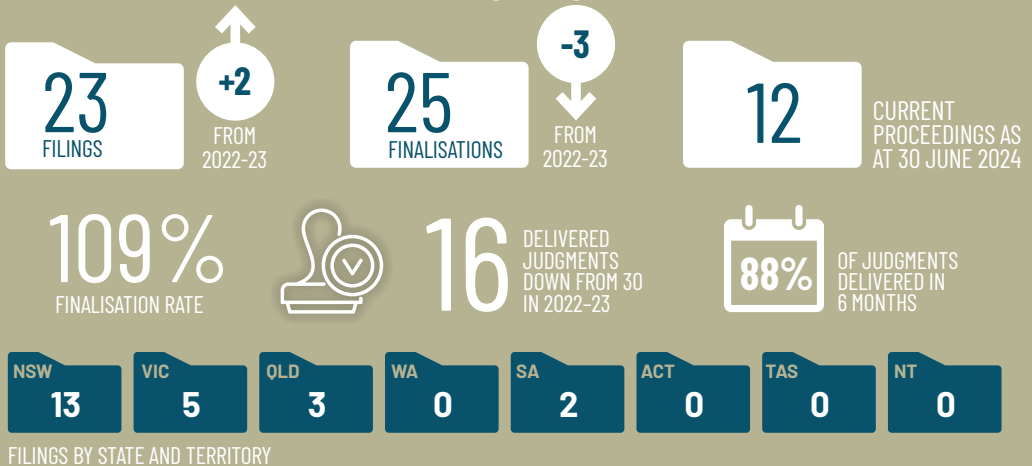 23
FILINGS
+2
FROM
2022-23
25
FINALISATIONS
-3
FROM
2022-23
12
CURRENT
PROCEEDINGS AS
AT 30 JUNE 2024
109%
FINALISATION RATE
16
DELIVERED
JUDGMENTS
DOWN FROM 30
IN 2022–23
88%
OF JUDGMENTS
DELIVERED IN
6 MONTHS
NSW
13
VIC
5
QLD
3
WA
0
SA
2
ACT
0
TAS
0
NT
0
FILINGS BY STATE AND TERRITORY